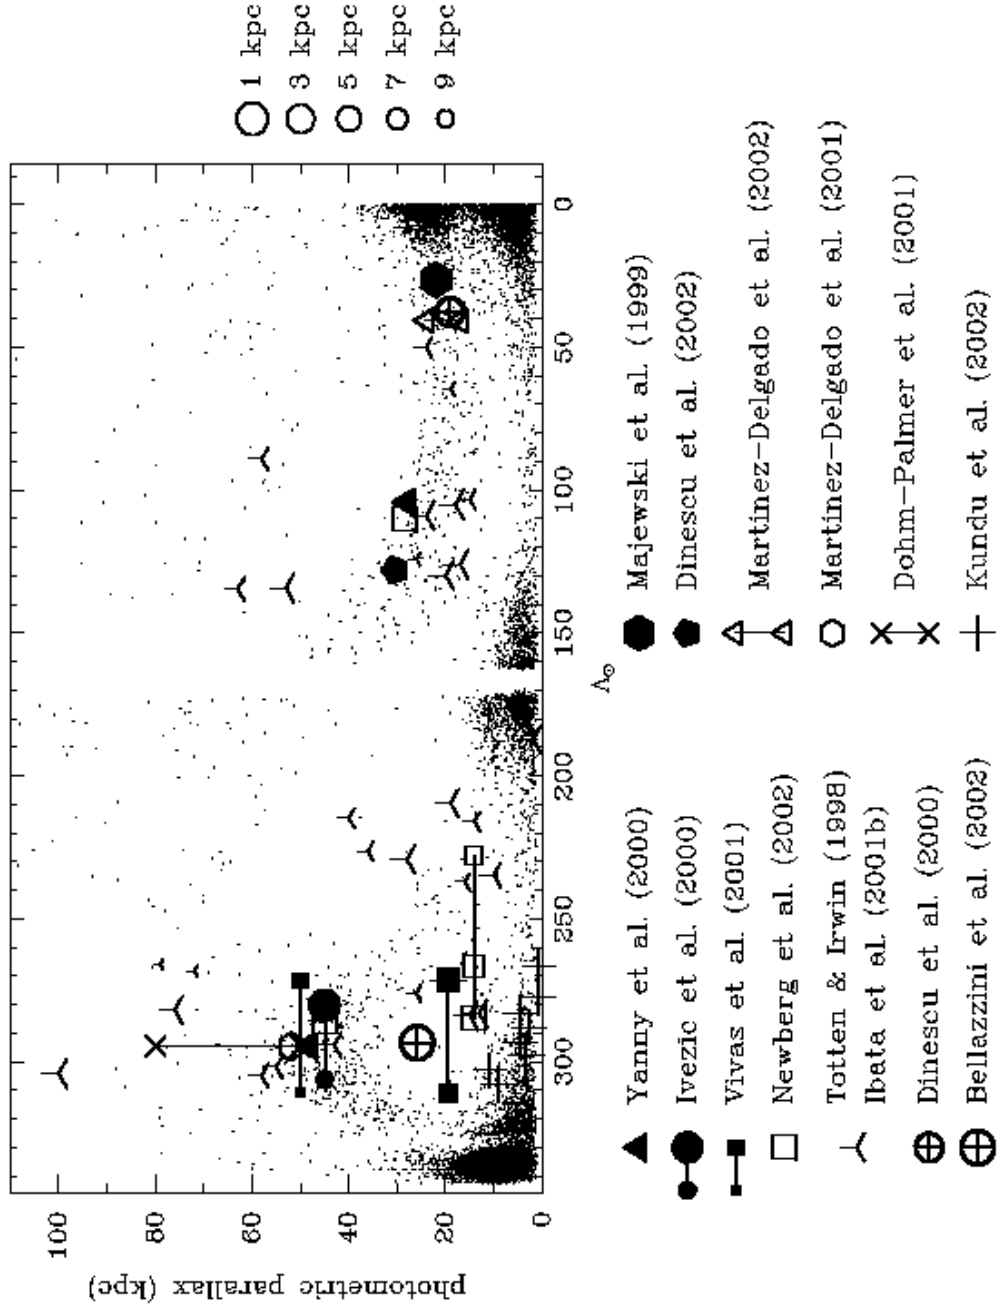 1 kpc
3 kpc
5 kpc
7 kpc
9 kpc
photometric parallax (kpc)
100
80
60
40
20
0
300
250
200
150
100
50
0
Λ⊙
Yanny et al. (2000)
Ivezic et al. (2000)
Vivas et al. (2001)
Newberg et al. (2002)
Totten & Irwin (1998)
Ibata et al. (2001b)
Dinescu et al. (2000)
Bellazzini et al. (2002)
Majewski et al. (1999)
Dinescu et al. (2002)
Martinez-Delgado et al. (2002)
Martinez-Delgado et al. (2001)
Dohm-Palmer et al. (2001)
Kundu et al. (2002)